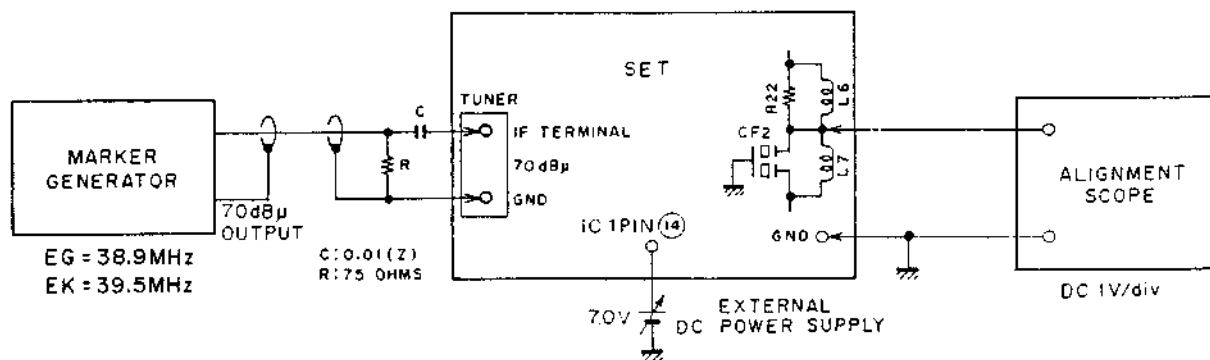 MARKER
GENERATOR
70dBμ
OUTPUT
EG = 38.9MHz
EK = 39.5MHz
C:0.01(Z)
R:75 OHMS
SET
TUNER
C
R
IF TERMINAL
70dBμ
GND
R22
L6
CF2
L7
iC 1PIN 14
GND
7.0V
EXTERNAL
DC POWER SUPPLY
ALIGNMENT
SCOPE
DC 1V/div